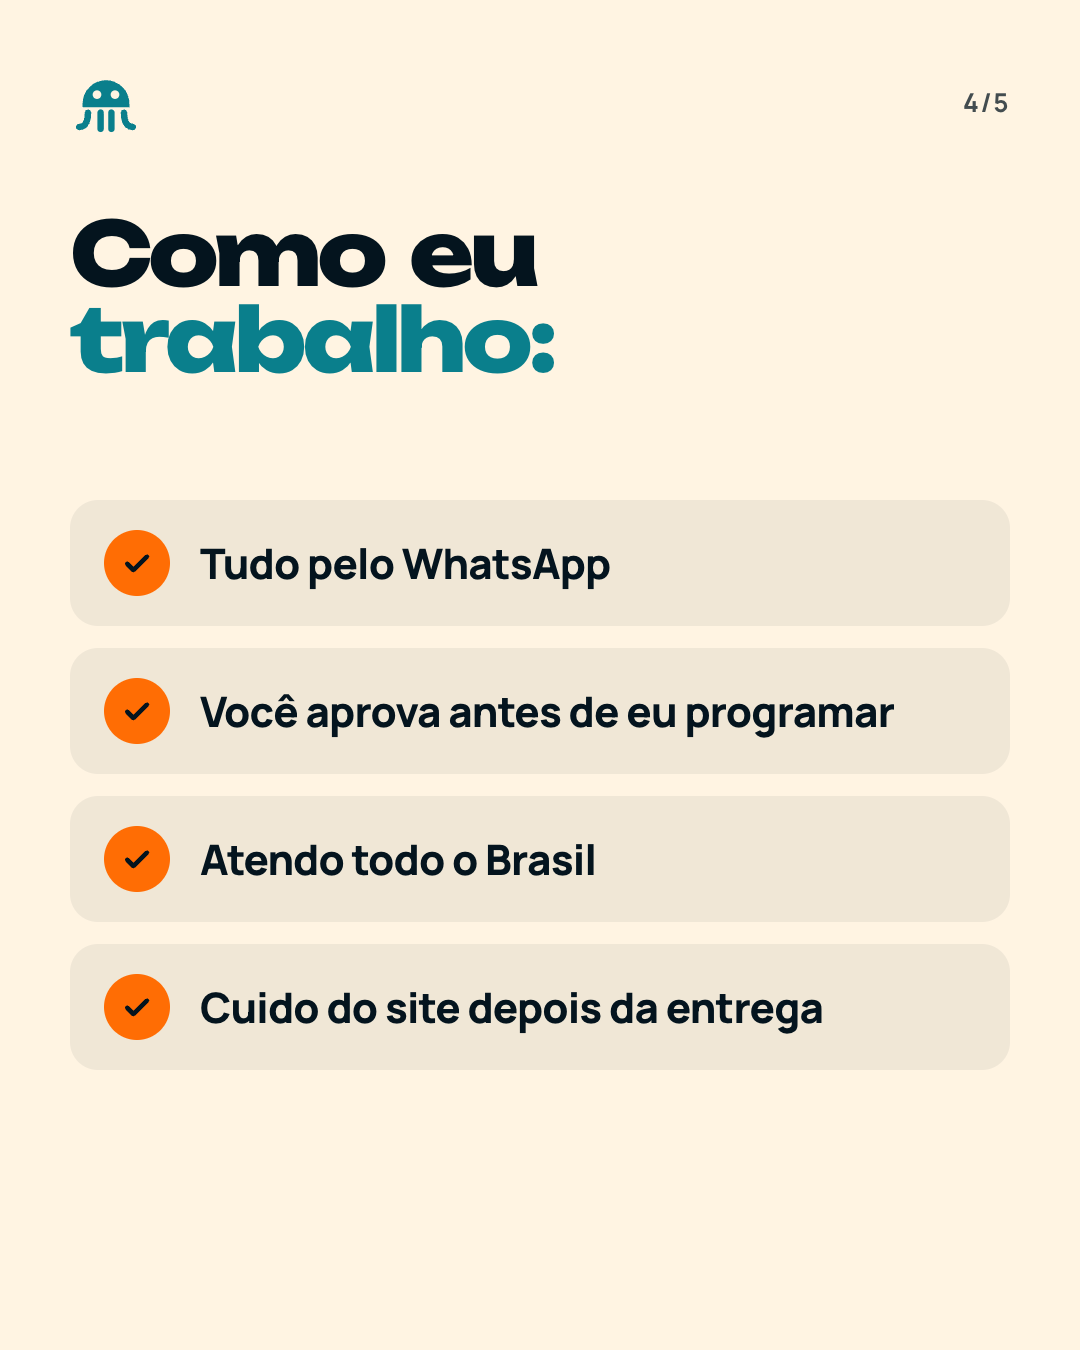 4/5
Como eu
trabalho:
Tudo pelo WhatsApp
Você aprova antes de eu programar
Atendo todo o Brasil
Cuido do site depois da entrega